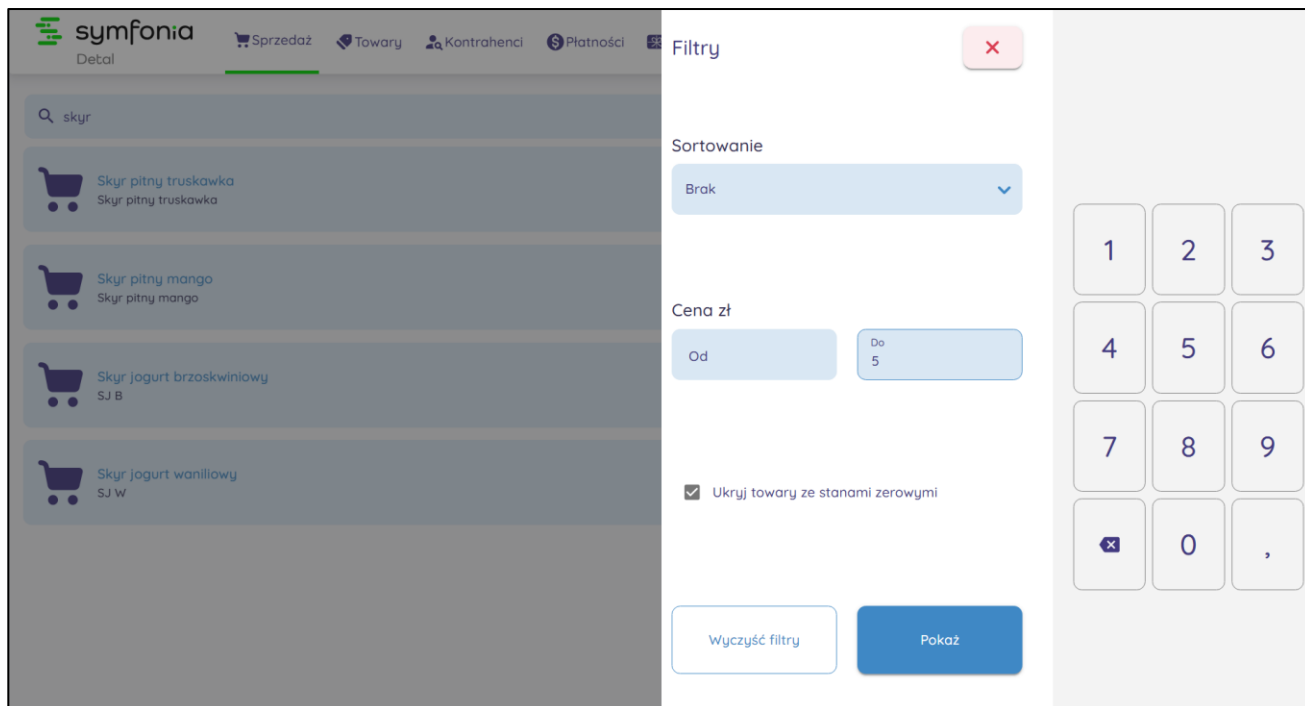 symfonia
Detal
Sprzedaż
Towary
Kontrahenci
Płatności
skyr
Skyr pitny truskawka
Skyr pitny truskawka
Skyr pitny mango
Skyr pitny mango
Skyr jogurt brzoskwiniowy
SJ B
Skyr jogurt waniliowy
SJ W
Filtry
Sortowanie
Brak
Cena zł
Od
Do
5
Ukryj towary ze stanami zerowymi
Wyczyść filtry
Pokaż
1 2 3
4 5 6
7 8 9
0 ,